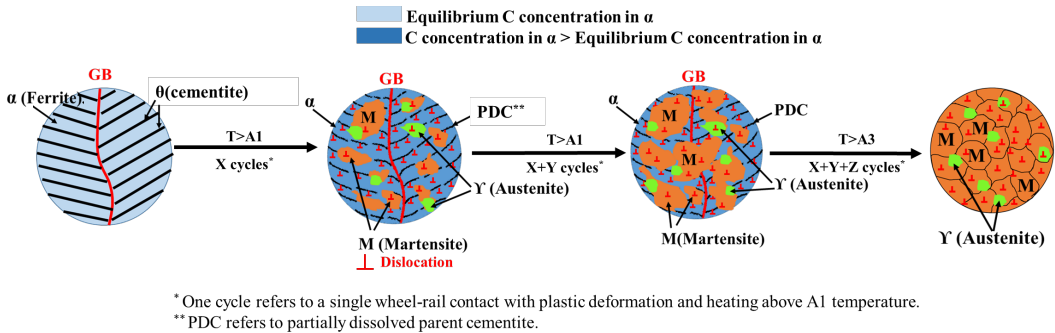 Equilibrium C concentration in α
C concentration in α > Equilibrium C concentration in α
GB
α (Ferrite).
θ(cementite)
T>A1
X cycles*
GB
α
M
PDC**
ϒ (Austenite)
M (Martensite)
⊥ Dislocation
T>A1
X+Y cycles*
GB
α
M
M
PDC
ϒ (Austenite)
M(Martensite)
T>A3
X+Y+Z cycles*
M
M
M
M
ϒ (Austenite)
* One cycle refers to a single wheel-rail contact with plastic deformation and heating above A1 temperature.
** PDC refers to partially dissolved parent cementite.